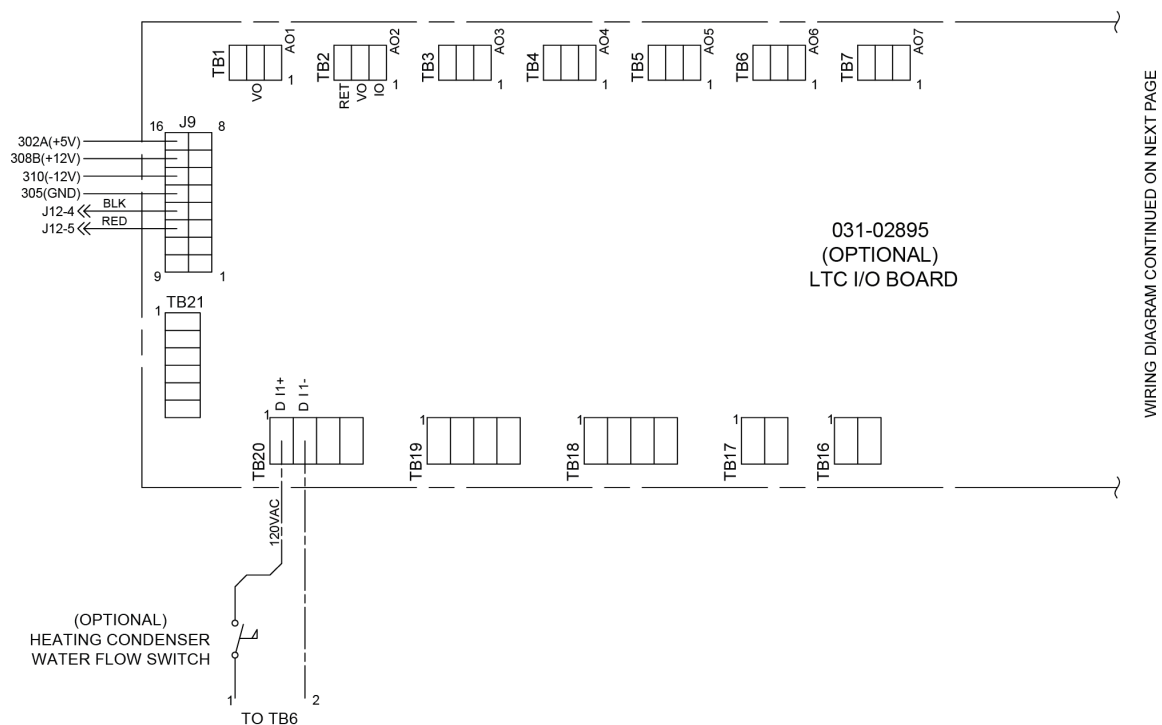 TB1
VO
AO1
1
TB2
RET
VO
IO
AO2
1
TB3
AO3
1
TB4
AO4
1
TB5
AO5
1
TB6
AO6
1
TB7
AO7
1
WIRING DIAGRAM CONTINUED ON NEXT PAGE
16
J9
8
302A(+5V)
308B(+12V)
310(-12V)
305(GND)
J12-4
BLK
J12-5
RED
9
1
031-02895
(OPTIONAL)
LTC I/O BOARD
1
TB21
D I1+
D I1-
1
TB20
1
TB19
1
TB18
1
TB17
1
TB16
120VAC
(OPTIONAL)
HEATING CONDENSER
WATER FLOW SWITCH
1
2
TO TB6